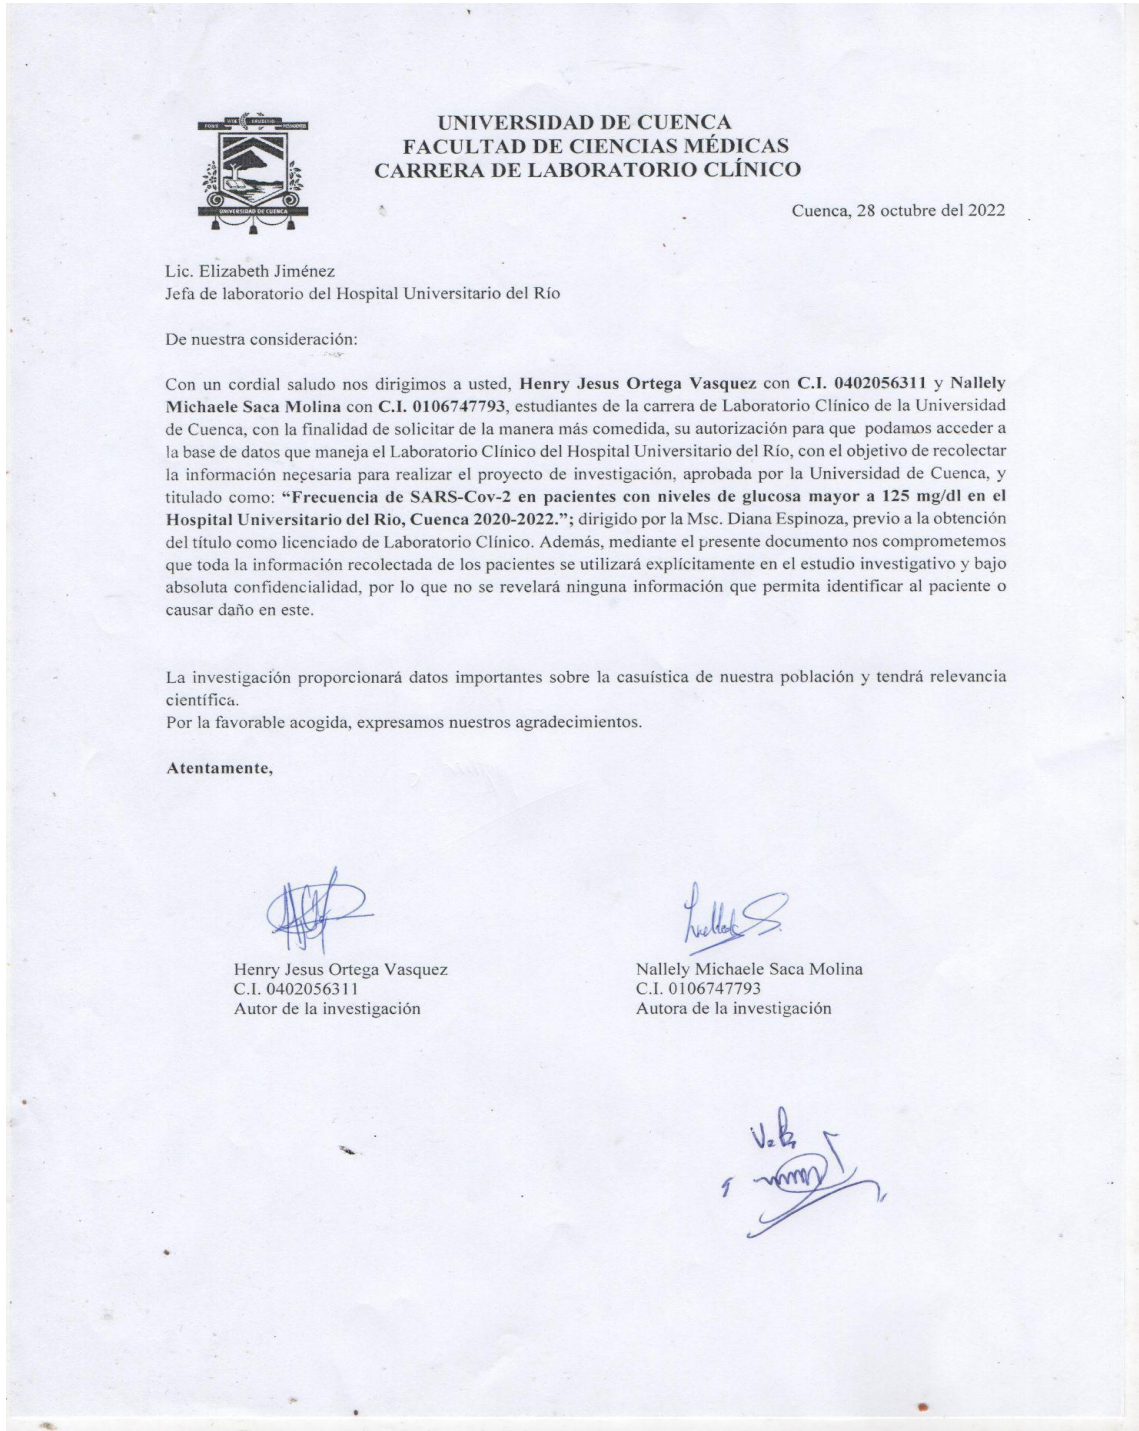 FONS VITÆ ERUDITIO POSSIDENTIS
UNIVERSIDAD DE CUENCA
UNIVERSIDAD DE CUENCA
FACULTAD DE CIENCIAS MÉDICAS
CARRERA DE LABORATORIO CLÍNICO
Cuenca, 28 octubre del 2022
Lic. Elizabeth Jiménez
Jefa de laboratorio del Hospital Universitario del Río
De nuestra consideración:
Con un cordial saludo nos dirigimos a usted, Henry Jesus Ortega Vasquez con C.I. 0402056311 y Nallely
Michaele Saca Molina con C.I. 0106747793, estudiantes de la carrera de Laboratorio Clínico de la Universidad
de Cuenca, con la finalidad de solicitar de la manera más comedida, su autorización para que podamos acceder a
la base de datos que maneja el Laboratorio Clínico del Hospital Universitario del Río, con el objetivo de recolectar
la información necesaria para realizar el proyecto de investigación, aprobada por la Universidad de Cuenca, y
titulado como: “Frecuencia de SARS-Cov-2 en pacientes con niveles de glucosa mayor a 125 mg/dl en el
Hospital Universitario del Rio, Cuenca 2020-2022.”; dirigido por la Msc. Diana Espinoza, previo a la obtención
del título como licenciado de Laboratorio Clínico. Además, mediante el presente documento nos comprometemos
que toda la información recolectada de los pacientes se utilizará explícitamente en el estudio investigativo y bajo
absoluta confidencialidad, por lo que no se revelará ninguna información que permita identificar al paciente o
causar daño en este.
La investigación proporcionará datos importantes sobre la casuística de nuestra población y tendrá relevancia
científica.
Por la favorable acogida, expresamos nuestros agradecimientos.
Atentamente,
Henry Jesus Ortega Vasquez
C.I. 0402056311
Autor de la investigación
Nallely Michaele Saca Molina
C.I. 0106747793
Autora de la investigación